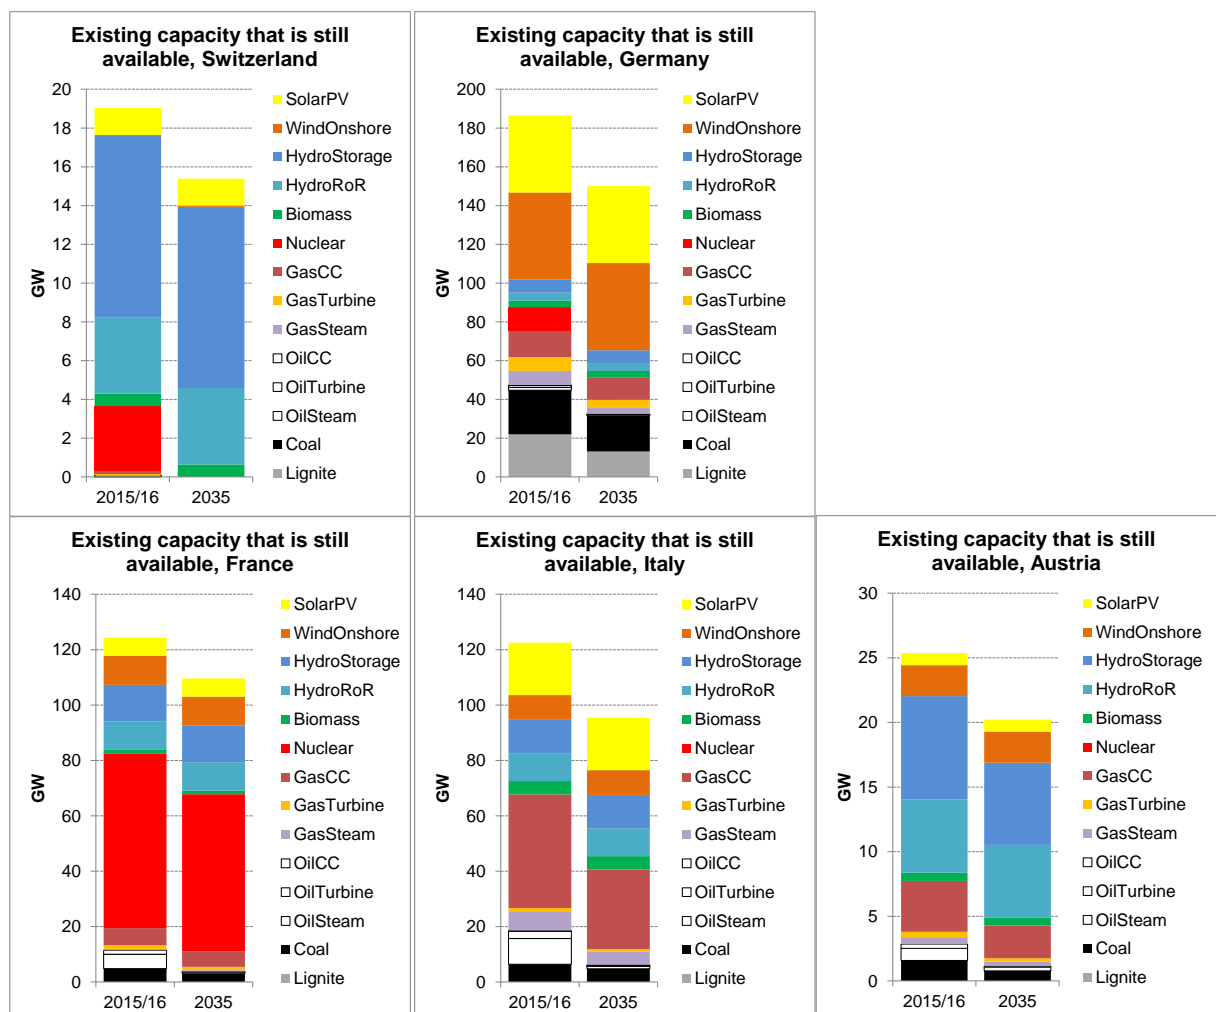 Existing capacity that is still
available, Switzerland
GW
20
18
16
14
12
10
8
6
4
2
0
2015/16
2035
SolarPV
WindOnshore
HydroStorage
HydroRoR
Biomass
Nuclear
GasCC
GasTurbine
GasSteam
OilCC
OilTurbine
OilSteam
Coal
Lignite
Existing capacity that is still
available, Germany
GW
200
180
160
140
120
100
80
60
40
20
0
2015/16
2035
SolarPV
WindOnshore
HydroStorage
HydroRoR
Biomass
Nuclear
GasCC
GasTurbine
GasSteam
OilCC
OilTurbine
OilSteam
Coal
Lignite
Existing capacity that is still
available, France
GW
140
120
100
80
60
40
20
0
2015/16
2035
SolarPV
WindOnshore
HydroStorage
HydroRoR
Biomass
Nuclear
GasCC
GasTurbine
GasSteam
OilCC
OilTurbine
OilSteam
Coal
Lignite
Existing capacity that is still
available, Italy
GW
140
120
100
80
60
40
20
0
2015/16
2035
SolarPV
WindOnshore
HydroStorage
HydroRoR
Biomass
Nuclear
GasCC
GasTurbine
GasSteam
OilCC
OilTurbine
OilSteam
Coal
Lignite
Existing capacity that is still
available, Austria
GW
30
25
20
15
10
5
0
2015/16
2035
SolarPV
WindOnshore
HydroStorage
HydroRoR
Biomass
Nuclear
GasCC
GasTurbine
GasSteam
OilCC
OilTurbine
OilSteam
Coal
Lignite